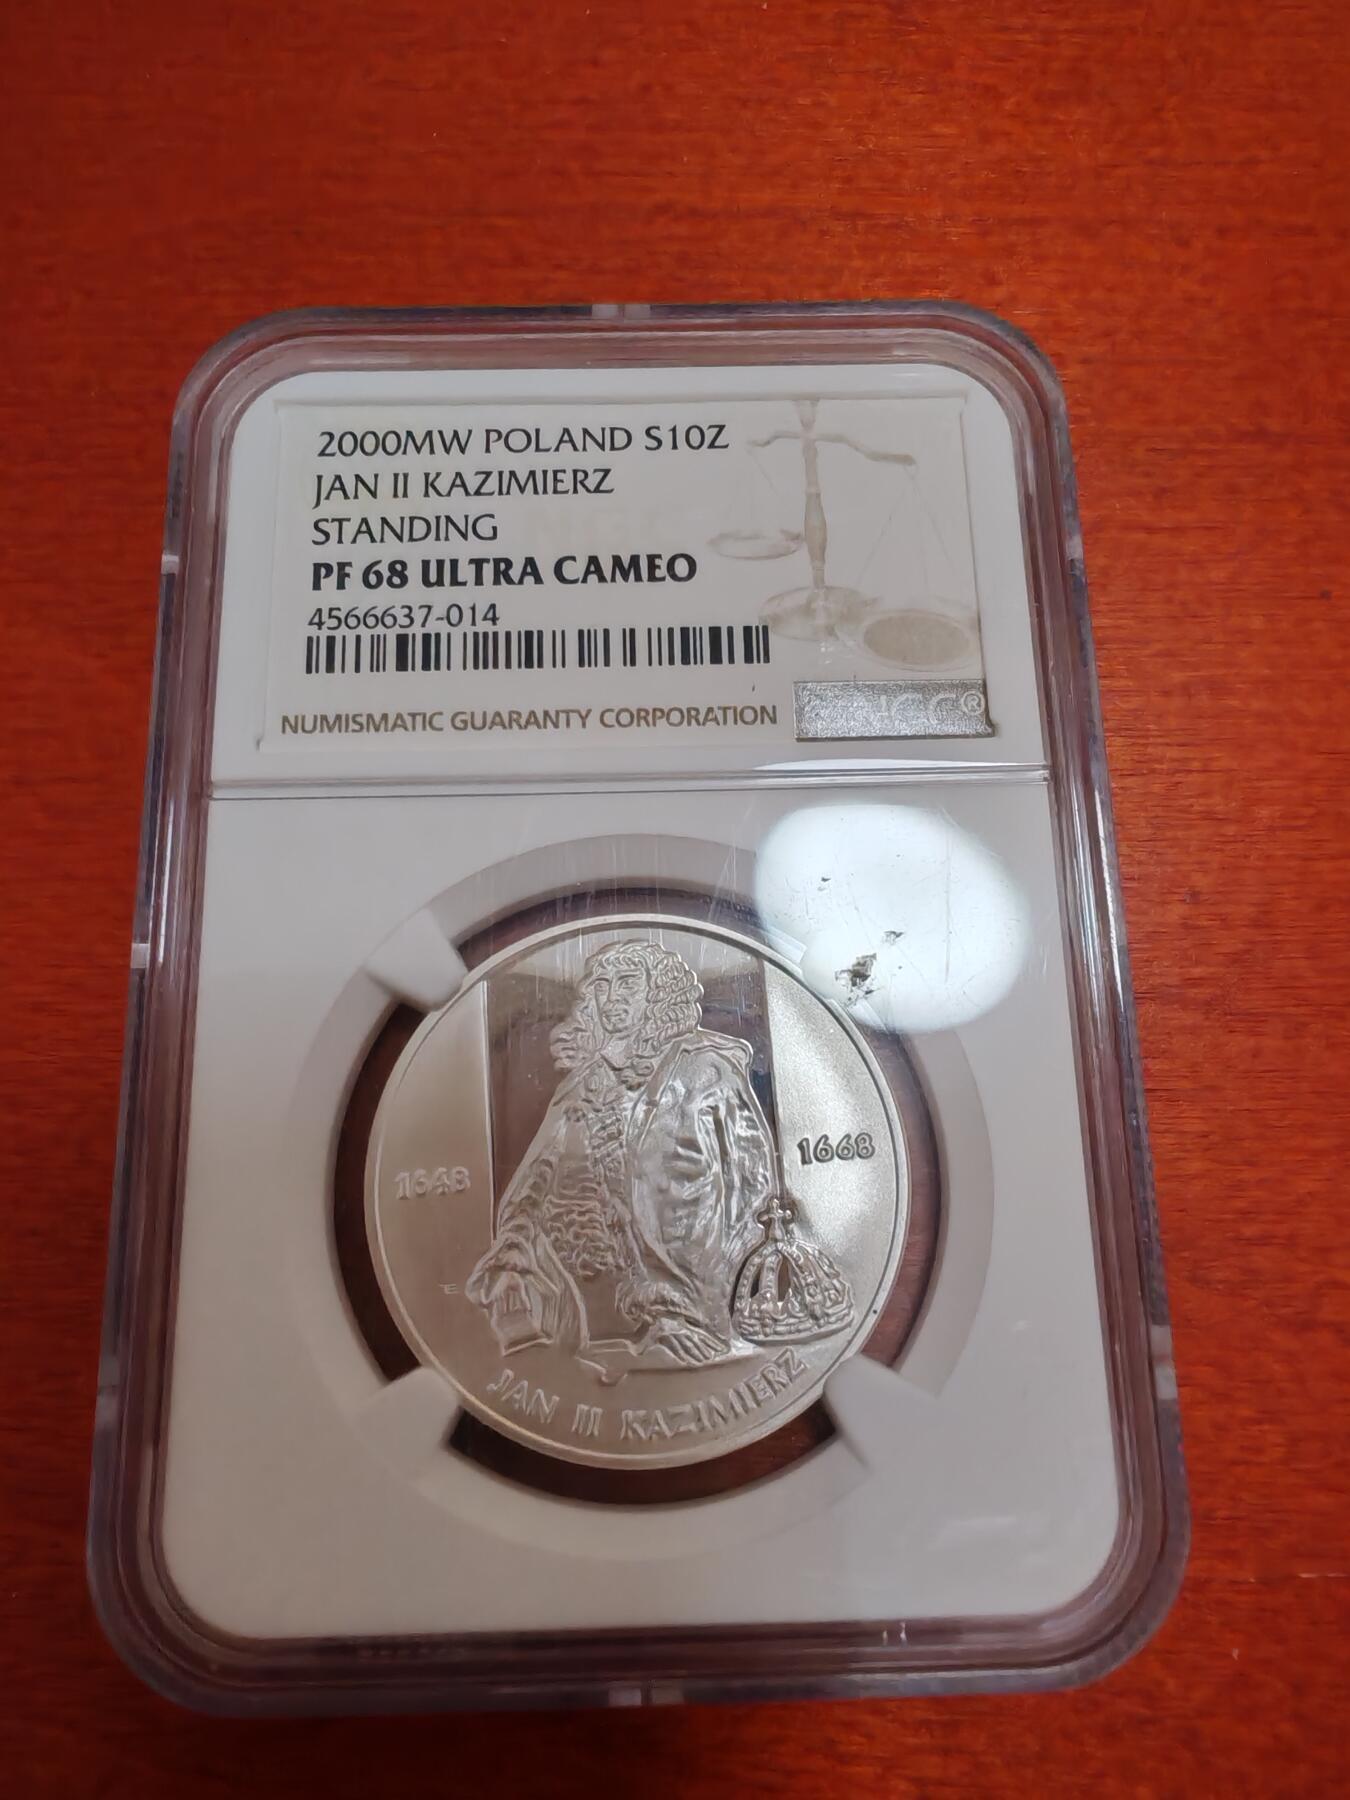 2000MW POLAND S10Z
JAN II KAZIMIERZ
STANDING
PF 68 ULTRA CAMEO
4566637-014
NUMISMATIC GUARANTY CORPORATION
1648
1668
JAN II KAZIMIERZ